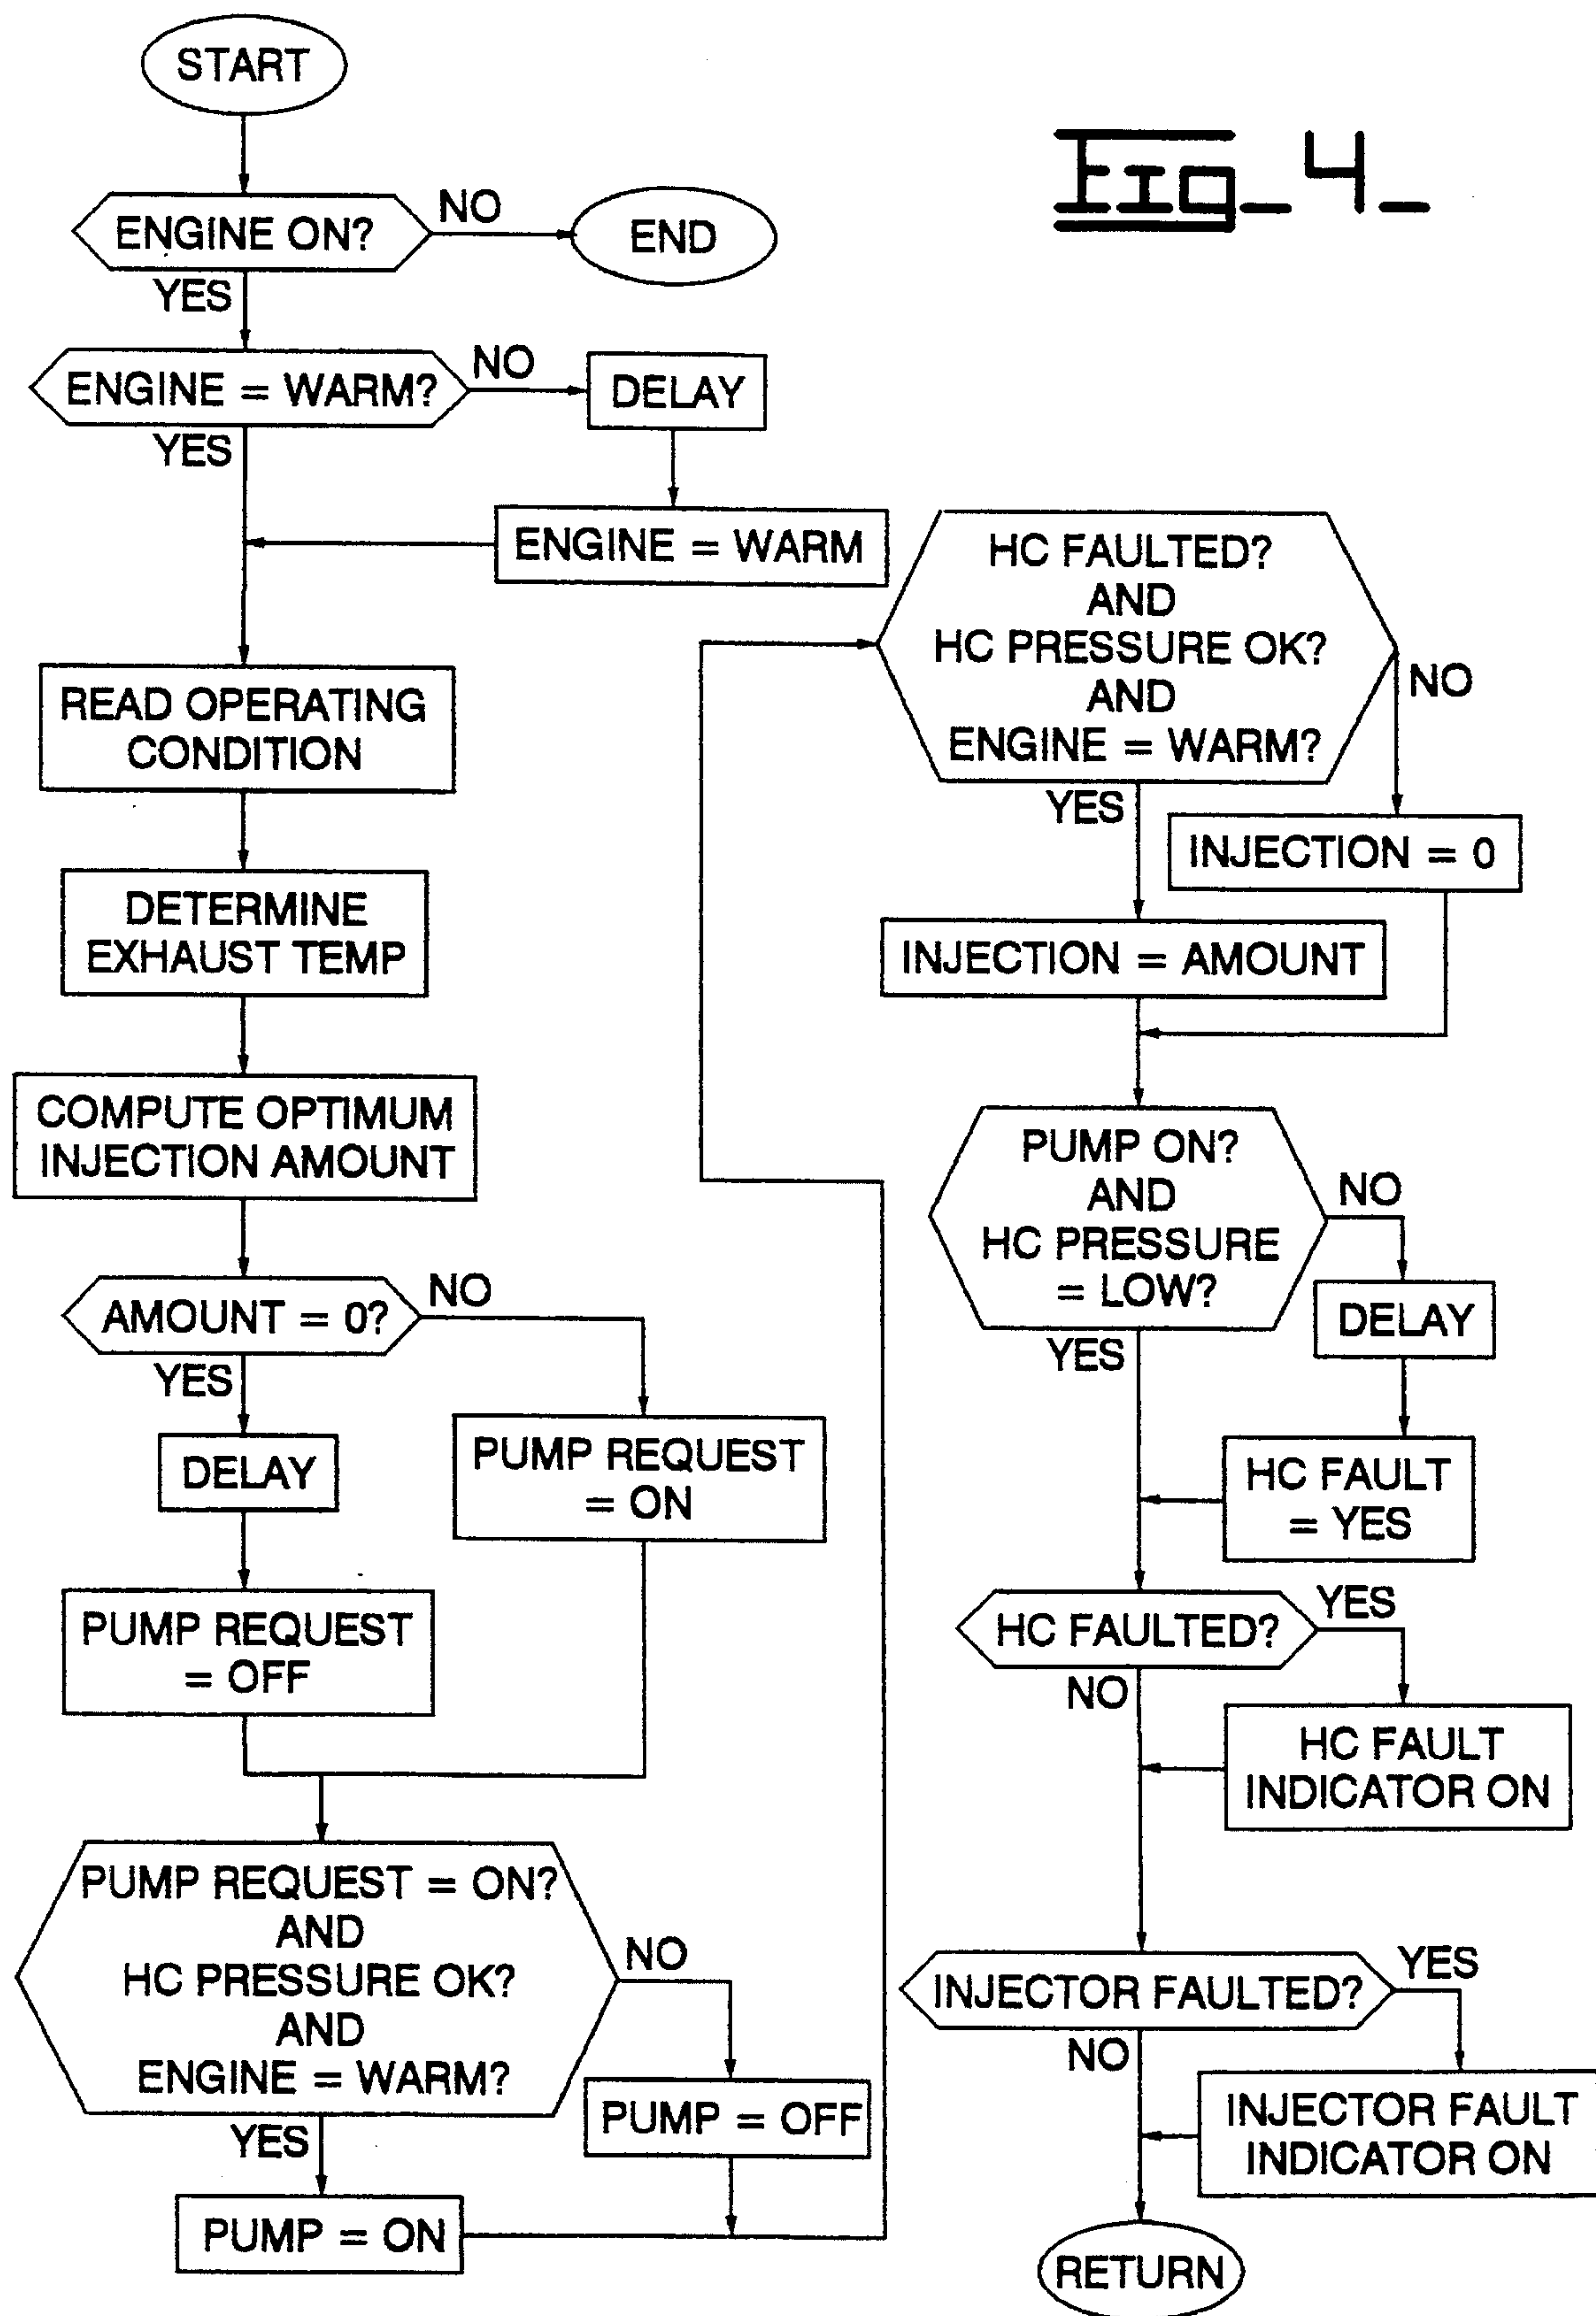 START
Fig_4_
ENGINE ON?
NO
END
YES
ENGINE = WARM?
NO
DELAY
YES
ENGINE = WARM
READ OPERATING
CONDITION
DETERMINE
EXHAUST TEMP
COMPUTE OPTIMUM
INJECTION AMOUNT
AMOUNT = 0?
NO
YES
DELAY
PUMP REQUEST
= ON
PUMP REQUEST
= OFF
PUMP REQUEST = ON?
AND
HC PRESSURE OK?
AND
ENGINE = WARM?
NO
YES
PUMP = OFF
PUMP = ON
HC FAULTED?
AND
HC PRESSURE OK?
AND
ENGINE = WARM?
NO
YES
INJECTION = 0
INJECTION = AMOUNT
PUMP ON?
AND
HC PRESSURE
= LOW?
NO
YES
DELAY
HC FAULT
= YES
HC FAULTED?
YES
NO
HC FAULT
INDICATOR ON
INJECTOR FAULTED?
YES
NO
INJECTOR FAULT
INDICATOR ON
RETURN